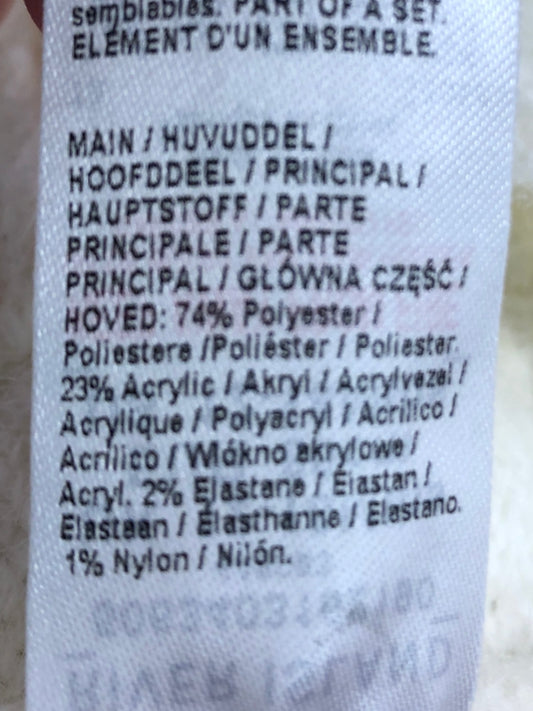 semblables. PART OF A SET.
ÉLÉMENT D'UN ENSEMBLE.
MAIN / HUVUDDEL /
HOOFDDEEL / PRINCIPAL /
HAUPTSTOFF / PARTE
PRINCIPALE / PARTE
PRINCIPAL / GŁÓWNA CZĘŚĆ /
HOVED: 74% Polyester /
Poliestere /Poliéster / Poliester.
23% Acrylic / Akryl / Acrylvezel /
Acrylique / Polyacryl / Acrilico /
Acrílico / Włókno akrylowe /
Acryl. 2% Elastane / Elastan /
Elasteen / Élasthanne / Elastano.
1% Nylon / Nilón.
RIVER ISLAND